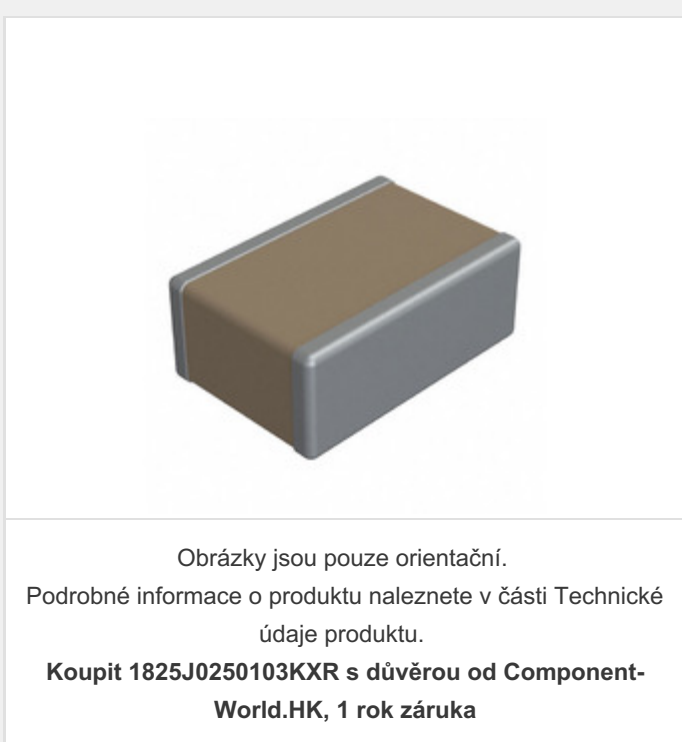 Obrázky jsou pouze orientační.
Podrobné informace o produktu naleznete v části Technické
údaje produktu.
Koupit 1825J0250103KXR s důvěrou od Component-
World.HK, 1 rok záruka